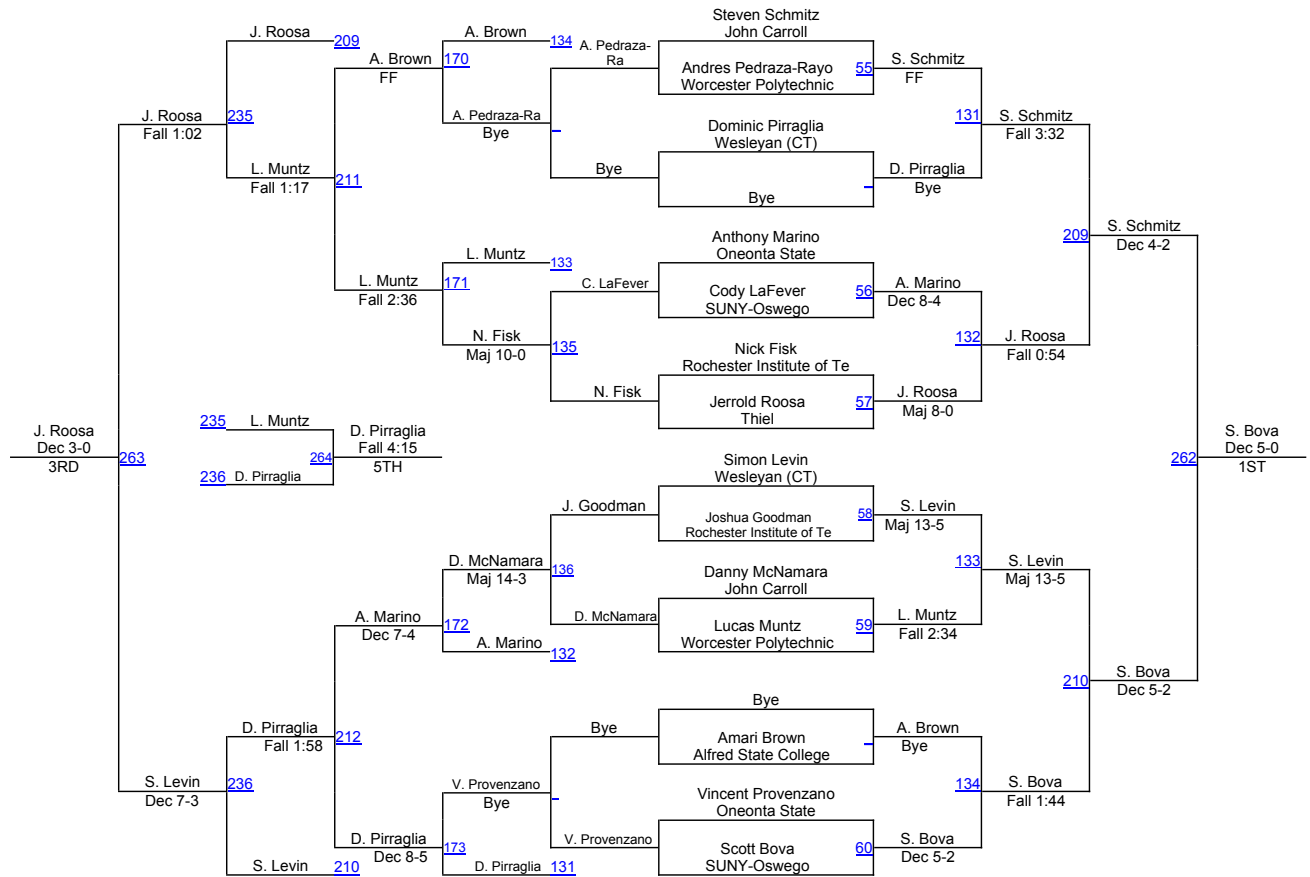 Steven Schmitz
John Carroll
J. Roosa
209
A. Brown
134
A. Pedraza-
Ra
A. Brown
FF
170
Andres Pedraza-Rayo
Worcester Polytechnic
55
S. Schmitz
FF
J. Roosa
Fall 1:02
235
A. Pedraza-Ra
Bye
Dominic Pirraglia
Wesleyan (CT)
131
S. Schmitz
Fall 3:32
L. Muntz
Fall 1:17
211
Bye
Bye
D. Pirraglia
Bye
Anthony Marino
Oneonta State
209
S. Schmitz
Dec 4-2
L. Muntz
133
L. Muntz
Fall 2:36
171
C. LaFever
Cody LaFever
SUNY-Oswego
56
A. Marino
Dec 8-4
N. Fisk
Maj 10-0
135
Nick Fisk
Rochester Institute of Te
132
J. Roosa
Fall 0:54
N. Fisk
Jerrold Roosa
Thiel
57
J. Roosa
Maj 8-0
235
L. Muntz
J. Roosa
Dec 3-0
3RD
263
D. Pirraglia
Fall 4:15
5TH
264
236
D. Pirraglia
Simon Levin
Wesleyan (CT)
262
S. Bova
Dec 5-0
1ST
J. Goodman
Joshua Goodman
Rochester Institute of Te
58
S. Levin
Maj 13-5
D. McNamara
Maj 14-3
136
Danny McNamara
John Carroll
133
S. Levin
Maj 13-5
A. Marino
Dec 7-4
172
D. McNamara
Lucas Muntz
Worcester Polytechnic
59
L. Muntz
Fall 2:34
A. Marino
132
210
S. Bova
Dec 5-2
Bye
D. Pirraglia
Fall 1:58
212
Bye
Amari Brown
Alfred State College
A. Brown
Bye
S. Levin
Dec 7-3
236
V. Provenzano
Bye
Vincent Provenzano
Oneonta State
134
S. Bova
Fall 1:44
D. Pirraglia
Dec 8-5
173
V. Provenzano
Scott Bova
SUNY-Oswego
60
S. Bova
Dec 5-2
S. Levin
210
D. Pirraglia
131